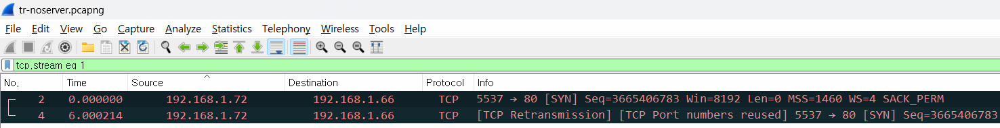 tr-noserver.pcapng
File Edit View Go Capture Analyze Statistics Telephony Wireless Tools Help
tcp.stream eq 1
No. Time Source Destination Protocol Info
2 0.000000 192.168.1.72 192.168.1.66 TCP 5537 → 80 [SYN] Seq=3665406783 Win=8192 Len=0 MSS=1460 WS=4 SACK_PERM
4 6.000214 192.168.1.72 192.168.1.66 TCP [TCP Retransmission] [TCP Port numbers reused] 5537 → 80 [SYN] Seq=3665406783